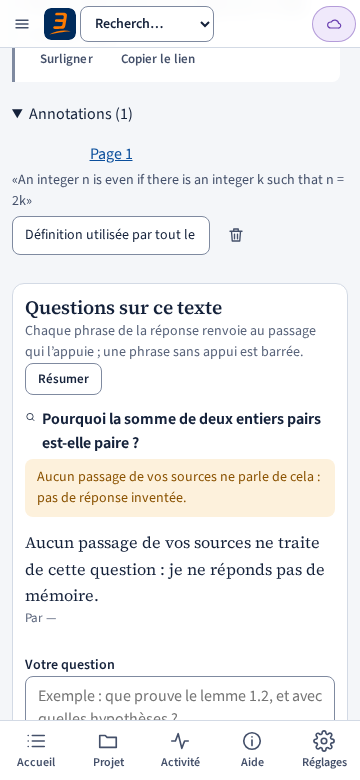 Recherch…
Surligner Copier le lien
Annotations (1)
Page 1
«An integer n is even if there is an integer k such that n =
2k»
Définition utilisée par tout le
Questions sur ce texte
Chaque phrase de la réponse renvoie au passage
qui l’appuie ; une phrase sans appui est barrée.
Résumer
Pourquoi la somme de deux entiers pairs
est-elle paire ?
Aucun passage de vos sources ne parle de cela :
pas de réponse inventée.
Aucun passage de vos sources ne traite
de cette question : je ne réponds pas de
mémoire.
Par —
Votre question
Exemple : que prouve le lemme 1.2, et avec
quelles hypothèses ?
Accueil Projet Activité Aide Réglages